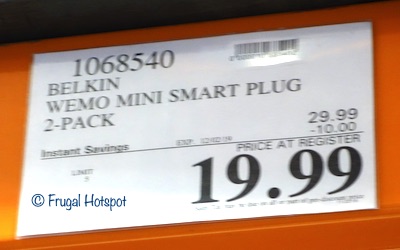 1068540
BELKIN
WEMO MINI SMART PLUG
2-PACK
29.99
Instant Savings
-10.00
PRICE AT REGISTER
LIMIT
19.99
© Frugal Hotspot